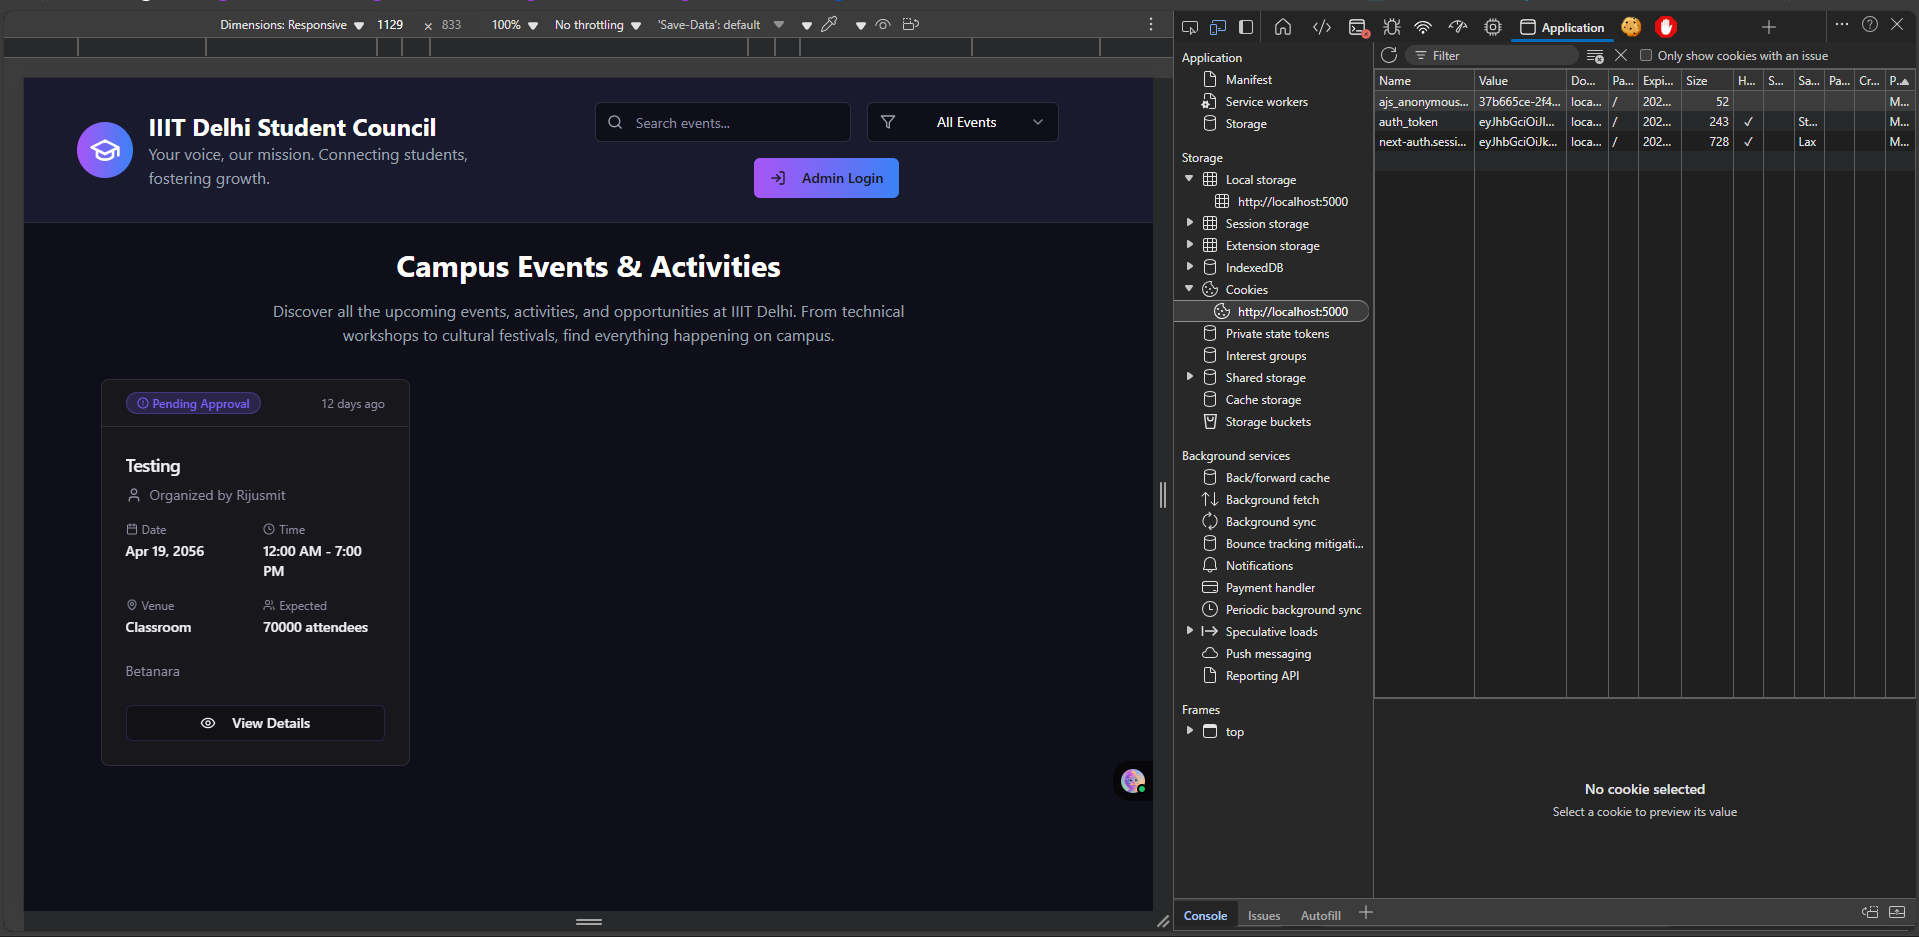 Dimensions: Responsive 1129 × 833 100% No throttling 'Save-Data': default
IIIT Delhi Student Council
Your voice, our mission. Connecting students,
fostering growth.
Search events...
All Events
Admin Login
Campus Events & Activities
Discover all the upcoming events, activities, and opportunities at IIIT Delhi. From technical
workshops to cultural festivals, find everything happening on campus.
Pending Approval 12 days ago
Testing
Organized by Rijusmit
Date Time
Apr 19, 2056 12:00 AM - 7:00
PM
Venue Expected
Classroom 70000 attendees
Betanara
View Details
Application
Application
Manifest
Service workers
Storage
Storage
Local storage
http://localhost:5000
Session storage
Extension storage
IndexedDB
Cookies
http://localhost:5000
Private state tokens
Interest groups
Shared storage
Cache storage
Storage buckets
Background services
Back/forward cache
Background fetch
Background sync
Bounce tracking mitigati...
Notifications
Payment handler
Periodic background sync
Speculative loads
Push messaging
Reporting API
Frames
top
Filter Only show cookies with an issue
Name Value Do... Pa... Expi... Size H... S... Sa... Pa... Cr... P...
ajs_anonymous... 37b665ce-2f4... loca... / 202... 52 M...
auth_token eyJhbGciOiJI... loca... / 202... 243 ✓ St... M...
next-auth.sessi... eyJhbGciOiJk... loca... / 202... 728 ✓ Lax M...
No cookie selected
Select a cookie to preview its value
Console Issues Autofill